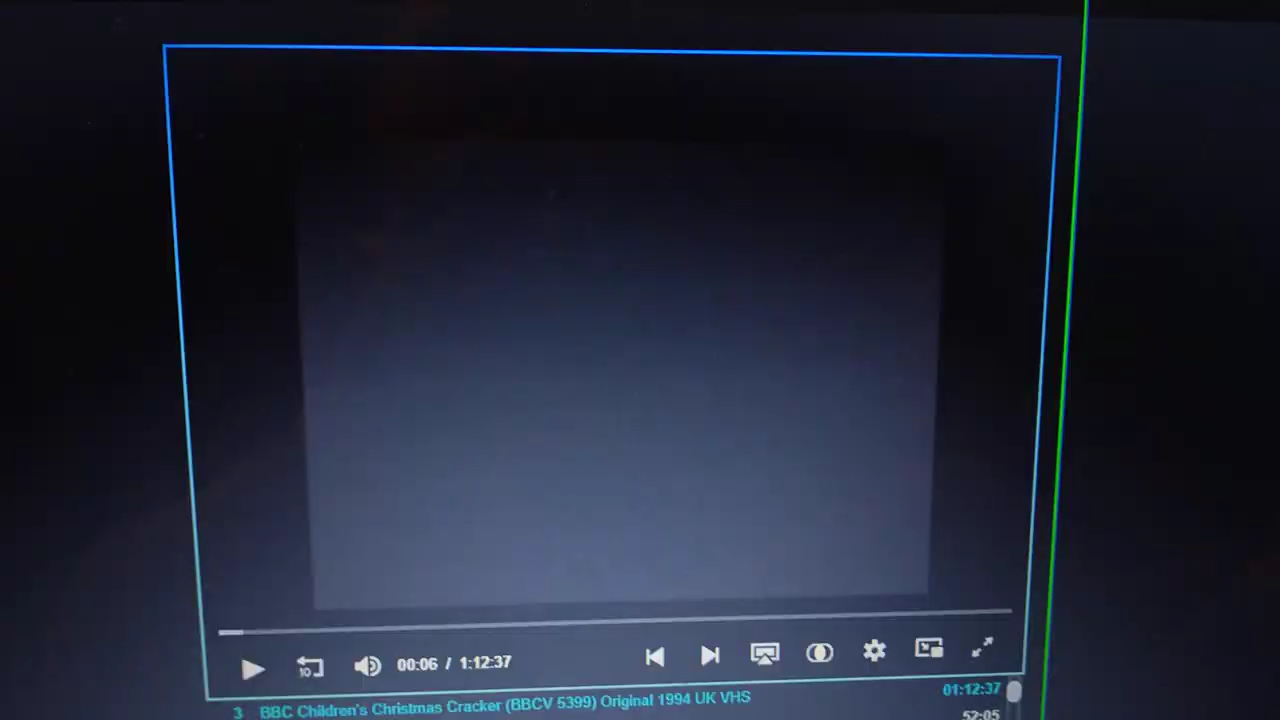 10
00:06 / 1:12:37
01:12:37
3 BBC Children's Christmas Cracker (BBCV 5399) Original 1994 UK VHS
52:05